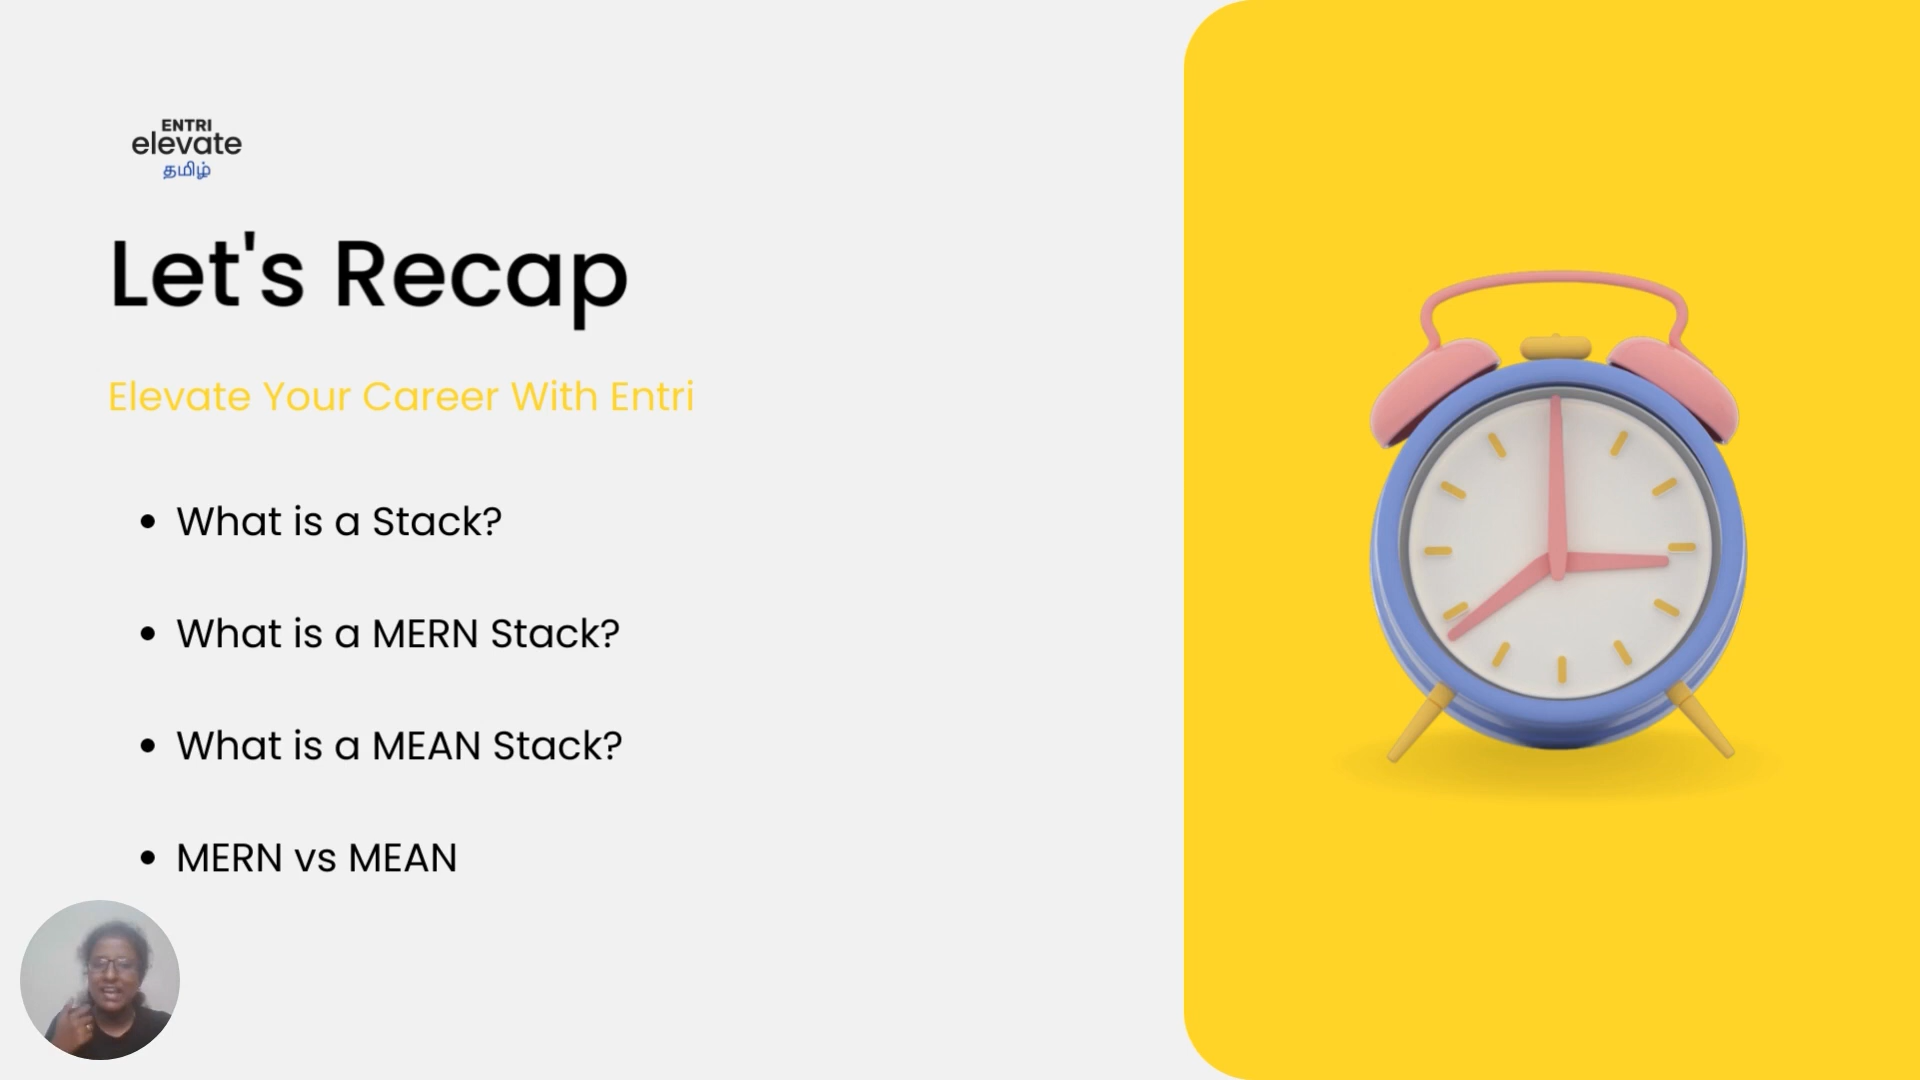 ENTRI
elevate
தமிழ்
Let's Recap
Elevate Your Career With Entri
• What is a Stack?
• What is a MERN Stack?
• What is a MEAN Stack?
• MERN vs MEAN